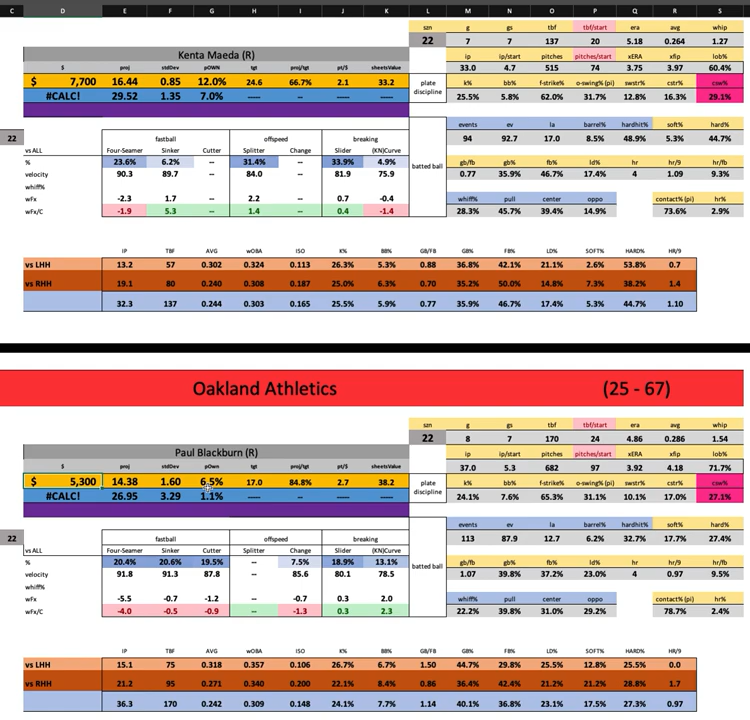 C D E F G H I J K L M N O P Q R S
szn g gs tbf tbf/start era avg whip
22 7 7 137 20 5.18 0.264 1.27
Kenta Maeda (R) ip ip/start pitches pitches/start xERA xfip lob%
$ proj stdDev pOWN tgt proj/tgt pt/$ sheetsValue 33.0 4.7 515 74 3.75 3.97 60.4%
$ 7,700 16.44 0.85 12.0% 24.6 66.7% 2.1 33.2 plate discipline k% bb% f-strike% o-swing% (pi) swstr% cstr% csw%
#CALC! 29.52 1.35 7.0% ---- ---- -- ---- 25.5% 5.8% 62.0% 31.7% 12.8% 16.3% 29.1%
events ev la barrel% hardhit% soft% hard%
22 fastball offspeed breaking 94 92.7 17.0 8.5% 48.9% 5.3% 44.7%
vs ALL Four-Seamer Sinker Cutter Splitter Change Slider (KN)Curve
% 23.6% 6.2% -- 31.4% -- 33.9% 4.9% batted ball gb/fb gb% fb% ld% hr hr/9 hr/fb
velocity 90.3 89.7 -- 84.0 -- 81.9 75.9 0.77 35.9% 46.7% 17.4% 4 1.09 9.3%
whiff%
wFx -2.3 1.7 2.2 0.7 -0.4 whiff% pull center oppo contact% (pi) hr%
wFx/C -1.9 5.3 -- 1.4 -- 0.4 -1.4 28.3% 45.7% 39.4% 14.9% 73.6% 2.9%
IP TBF AVG wOBA ISO K% BB% GB/FB GB% FB% LD% SOFT% HARD% HR/9
vs LHH 13.2 57 0.302 0.324 0.113 26.3% 5.3% 0.88 36.8% 42.1% 21.1% 2.6% 53.8% 0.7
vs RHH 19.1 80 0.240 0.308 0.187 25.0% 6.3% 0.70 35.2% 50.0% 14.8% 7.3% 38.2% 1.4
32.3 137 0.244 0.303 0.165 25.5% 5.9% 0.77 35.9% 46.7% 17.4% 5.3% 44.7% 1.10
Oakland Athletics (25 - 67)
szn g gs tbf tbf/start era avg whip
22 8 7 170 24 4.86 0.286 1.54
Paul Blackburn (R) ip ip/start pitches pitches/start xERA xfip lob%
$ proj stdDev pOwn tgt proj/tgt pt/$ sheetsValue 37.0 5.3 682 97 3.92 4.18 71.7%
$ 5,300 14.38 1.60 6.5% 17.0 84.8% 2.7 38.2 plate discipline k% bb% f-strike% o-swing% (pi) swstr% cstr% csw%
#CALC! 26.95 3.29 1.1% ---- -- -- ---- 24.1% 7.6% 65.3% 31.1% 10.1% 17.0% 27.1%
events ev la barrel% hardhit% soft% hard%
22 fastball offspeed breaking 113 87.9 12.7 6.2% 32.7% 17.7% 27.4%
vs ALL Four-Seamer Sinker Cutter Splitter Change Slider (KN)Curve
% 20.4% 20.6% 19.5% -- 7.5% 18.9% 13.1% batted ball gb/fb gb% fb% ld% hr hr/9 hr/fb
velocity 91.8 91.3 87.8 -- 85.6 80.1 78.5 1.07 39.8% 37.2% 23.0% 4 0.97 9.5%
whiff%
wFx -5.5 -0.7 -1.2 -0.7 0.3 2.0 whiff% pull center oppo contact% (pi) hr%
wFx/C -4.0 -0.5 -0.9 -- -1.3 0.3 2.3 22.2% 39.8% 31.0% 29.2% 78.7% 2.4%
IP TBF AVG wOBA ISO K% BB% GB/FB GB% FB% LD% SOFT% HARD% HR/9
vs LHH 15.1 75 0.318 0.357 0.106 26.7% 6.7% 1.50 44.7% 29.8% 25.5% 12.8% 25.5% 0.0
vs RHH 21.2 95 0.271 0.340 0.200 22.1% 8.4% 0.86 36.4% 42.4% 21.2% 21.2% 28.8% 1.7
36.3 170 0.242 0.309 0.148 24.1% 7.7% 1.14 40.1% 36.8% 23.1% 17.5% 27.3% 0.97